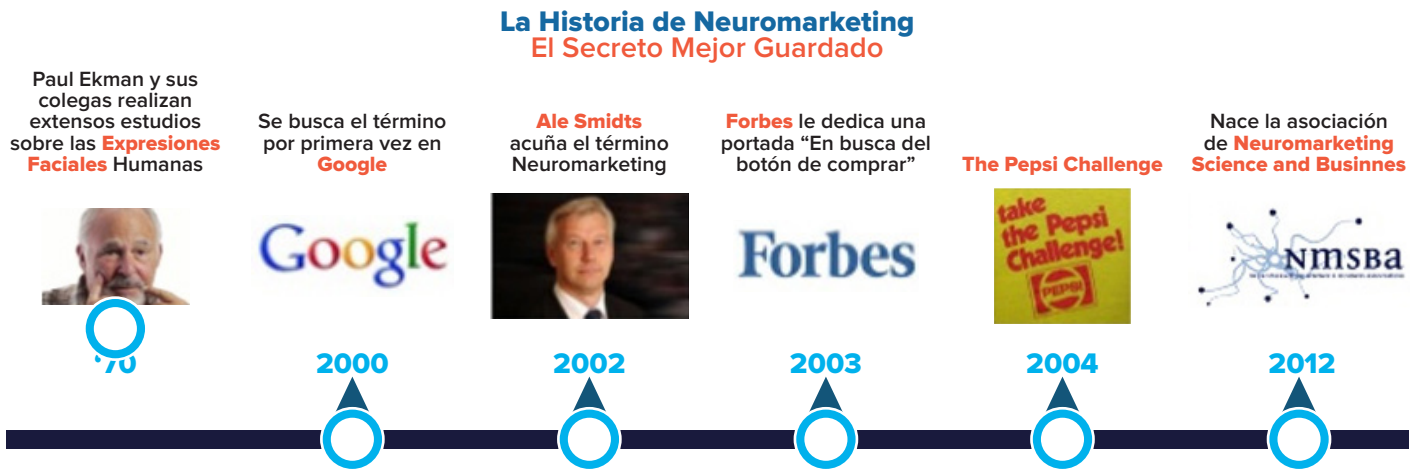 La Historia de Neuromarketing
El Secreto Mejor Guardado
Paul Ekman y sus
colegas realizan
extensos estudios
sobre las Expresiones
Faciales Humanas
'70
Se busca el término
por primera vez en
Google
Google
2000
Ale Smidts
acuña el término
Neuromarketing
2002
Forbes le dedica una
portada “En busca del
botón de comprar”
Forbes
2003
The Pepsi Challenge
take
the Pepsi
Challenge!
PEPSI
2004
Nace la asociación
de Neuromarketing
Science and Businnes
NMSBA
2012